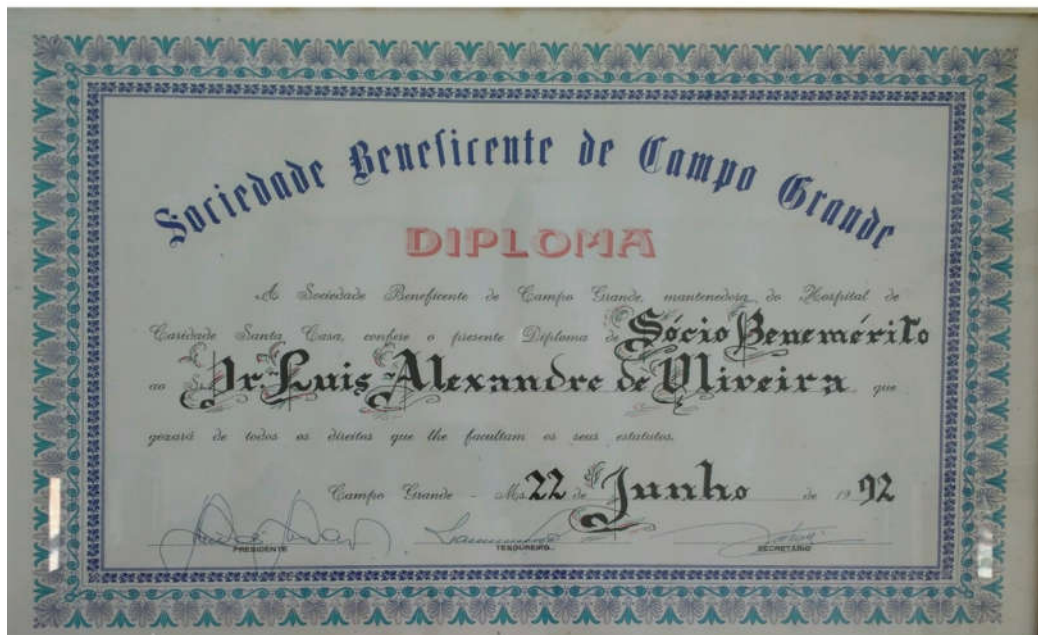 Sociedade Beneficente de Campo Grande
DIPLOMA
A Sociedade Beneficente de Campo Grande, mantenedora do Hospital de
Caridade Santa Casa, confere o presente Diploma de Sócio Benemérito
ao Sr. Dr. Luis Alexandre de Oliveira que
gozará de todos os direitos que lhe facultam os seus estatutos.
Campo Grande - Ms. 22 de Junho de 1992
PRESIDENTE TESOUREIRO SECRETÁRIO